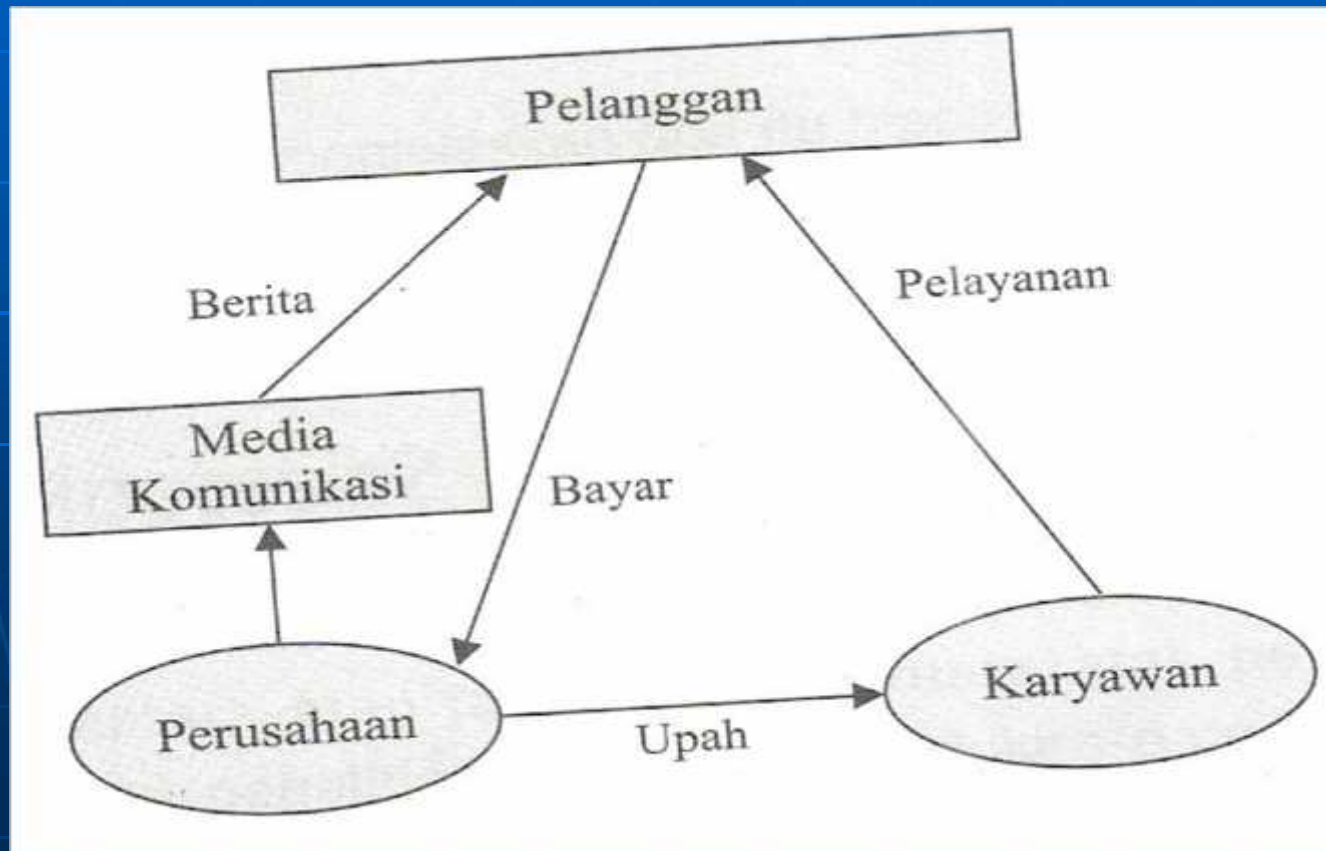 Pelanggan
Berita
Pelayanan
Media
Komunikasi
Bayar
Perusahaan
Upah
Karyawan